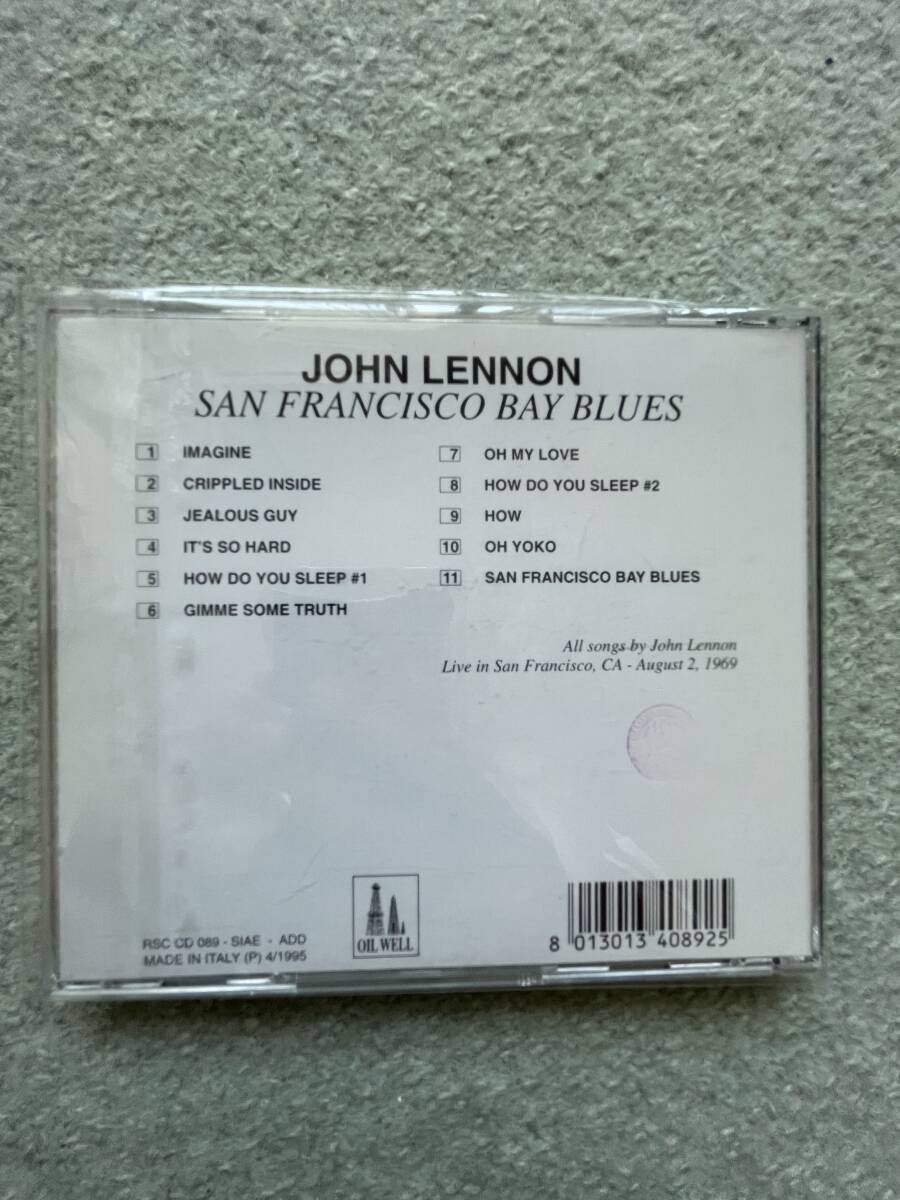 JOHN LENNON
SAN FRANCISCO BAY BLUES
1 IMAGINE
2 CRIPPLED INSIDE
3 JEALOUS GUY
4 IT'S SO HARD
5 HOW DO YOU SLEEP #1
6 GIMME SOME TRUTH
7 OH MY LOVE
8 HOW DO YOU SLEEP #2
9 HOW
10 OH YOKO
11 SAN FRANCISCO BAY BLUES
All songs by John Lennon
Live in San Francisco, CA - August 2, 1969
RSC CD 089 - SIAE - ADD
MADE IN ITALY (P) 4/1995
OIL WELL
8 013013 408925